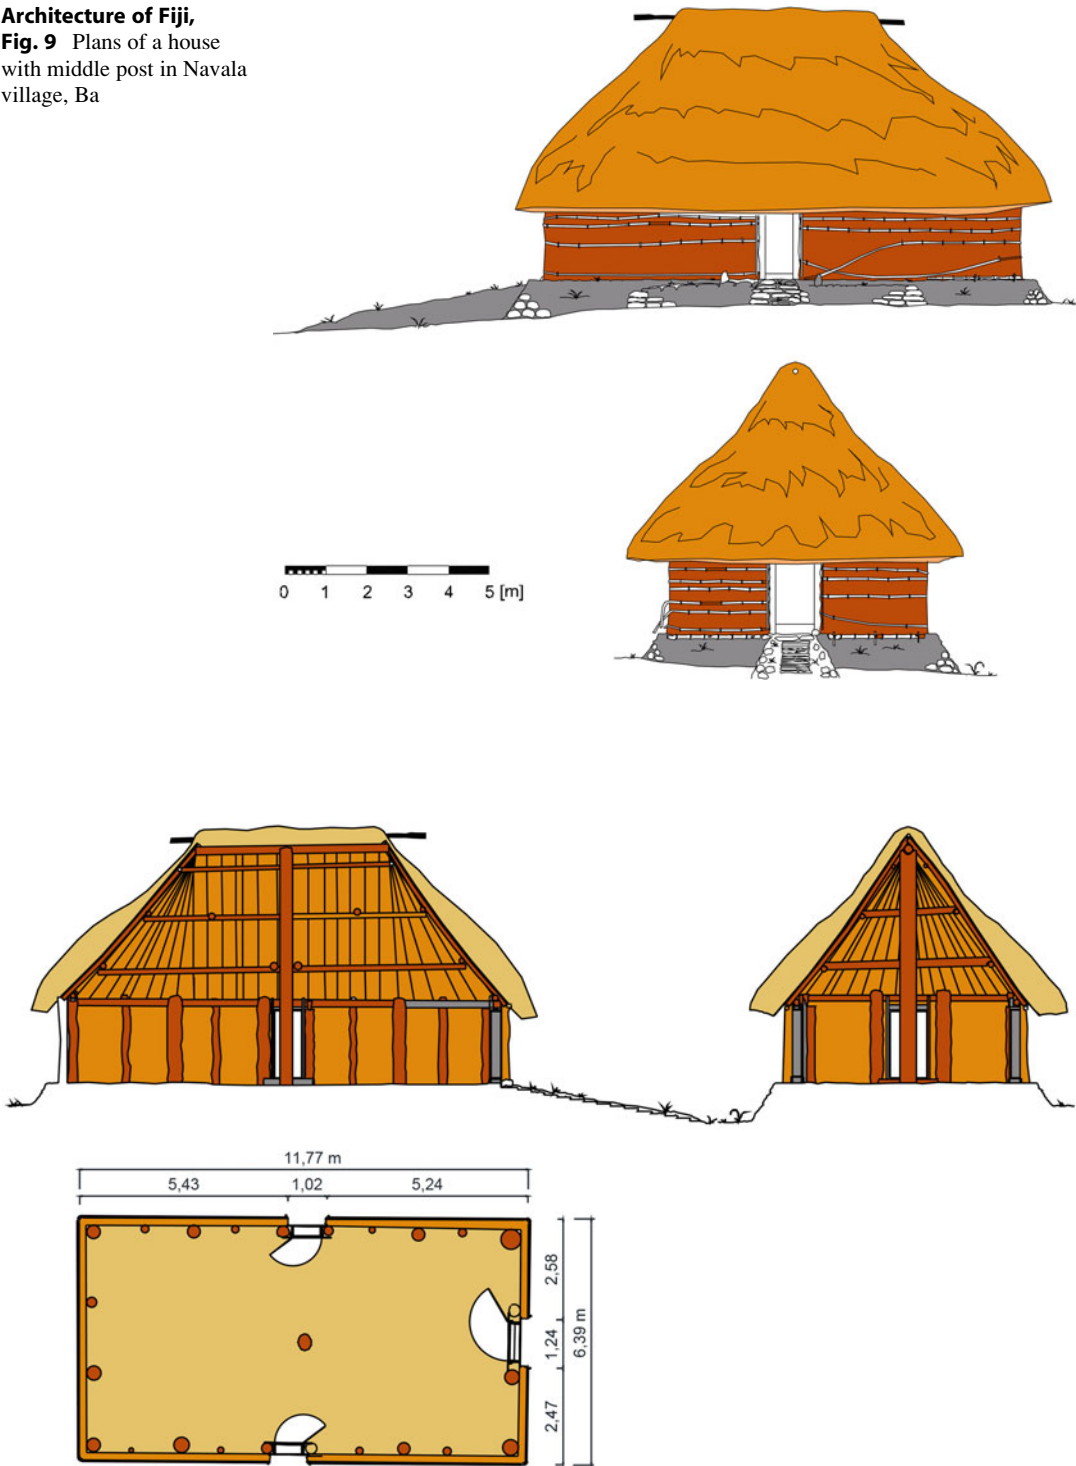 Architecture of Fiji,
Fig. 9 Plans of a house
with middle post in Navala
village, Ba
0 1 2 3 4 5 [m]
11,77 m
5,43 1,02 5,24
2,58
1,24
6,39 m
2,47